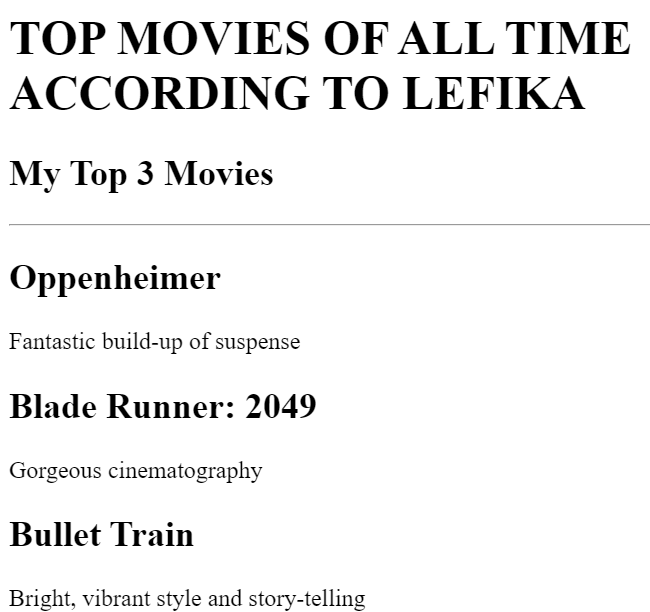 TOP MOVIES OF ALL TIME
ACCORDING TO LEFIKA
My Top 3 Movies
Oppenheimer
Fantastic build-up of suspense
Blade Runner: 2049
Gorgeous cinematography
Bullet Train
Bright, vibrant style and story-telling